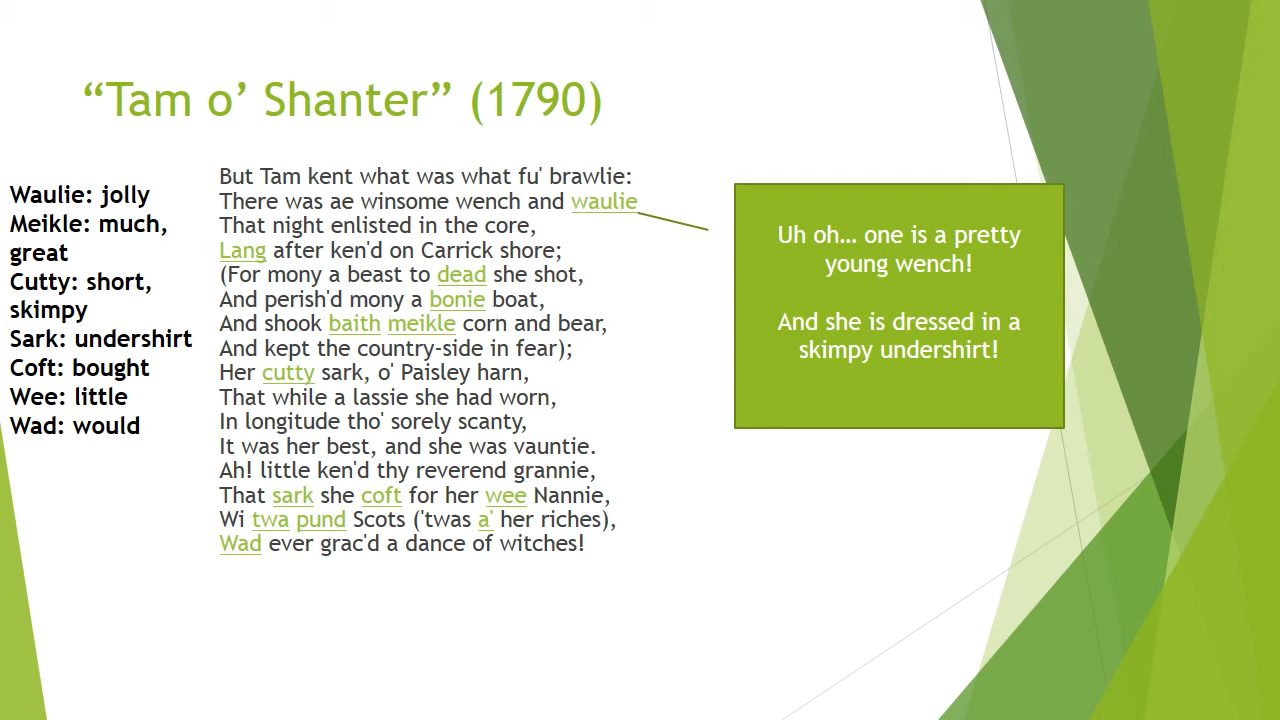 “Tam o’ Shanter” (1790)
Waulie: jolly
Meikle: much,
great
Cutty: short,
skimpy
Sark: undershirt
Coft: bought
Wee: little
Wad: would
But Tam kent what was what fu' brawlie:
There was ae winsome wench and waulie
That night enlisted in the core,
Lang after ken'd on Carrick shore;
(For mony a beast to dead she shot,
And perish'd mony a bonie boat,
And shook baith meikle corn and bear,
And kept the country-side in fear);
Her cutty sark, o' Paisley harn,
That while a lassie she had worn,
In longitude tho' sorely scanty,
It was her best, and she was vauntie.
Ah! little ken'd thy reverend grannie,
That sark she coft for her wee Nannie,
Wi twa pund Scots ('twas a' her riches),
Wad ever grac'd a dance of witches!
Uh oh… one is a pretty
young wench!
And she is dressed in a
skimpy undershirt!